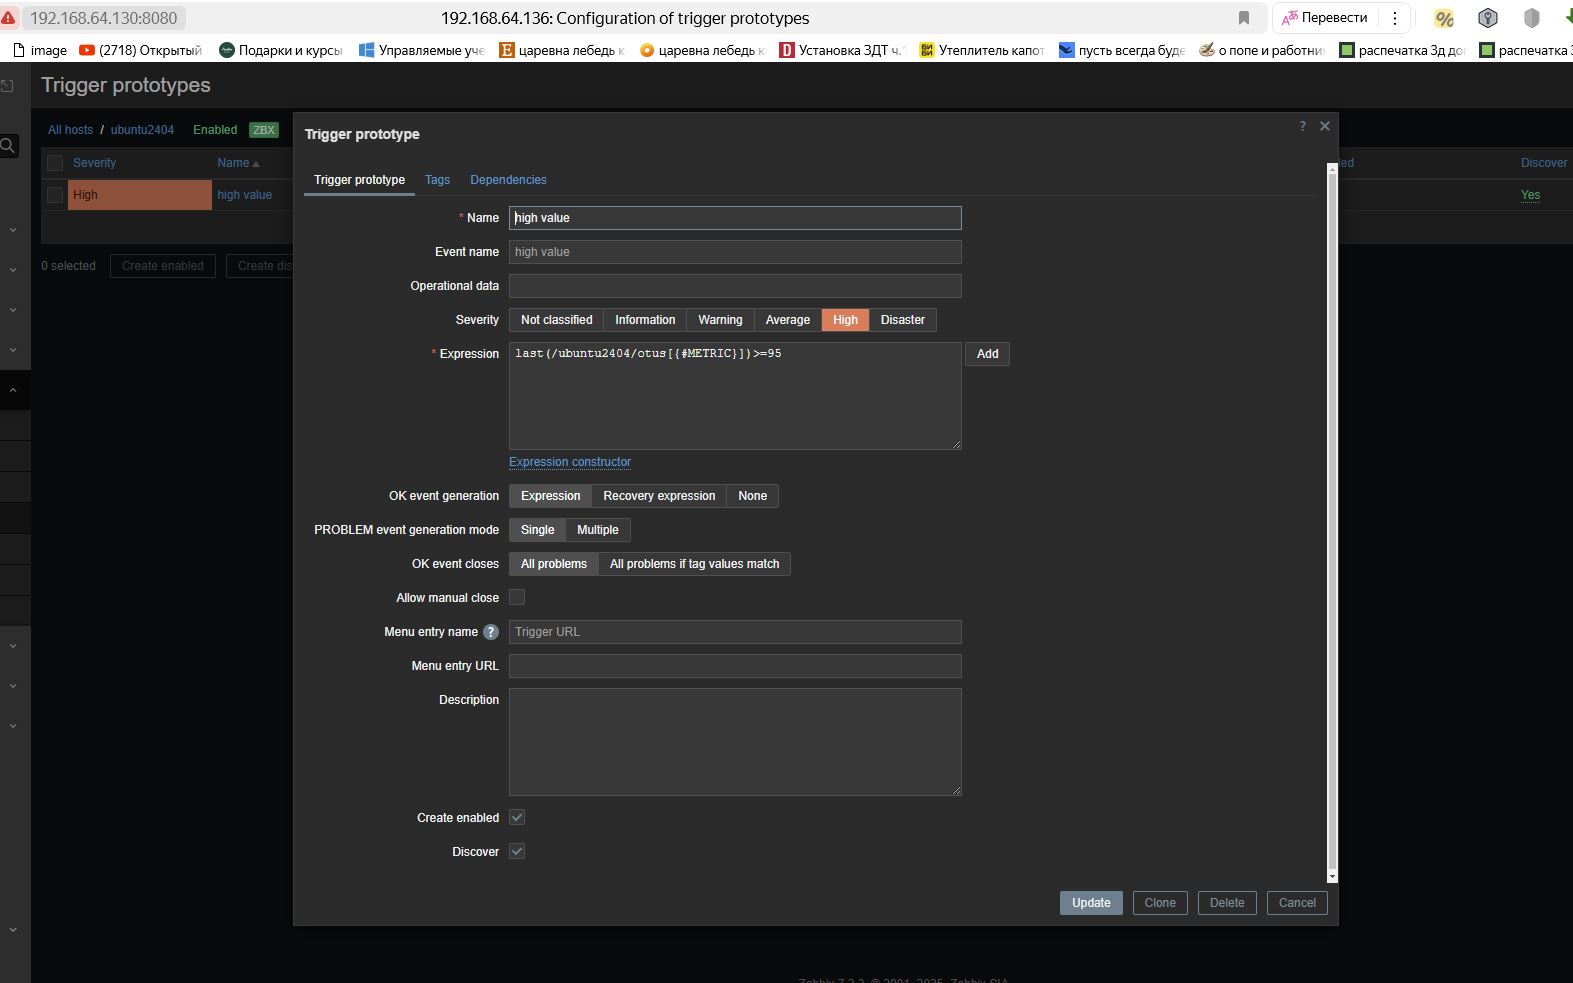 192.168.64.130:8080
192.168.64.136: Configuration of trigger prototypes
Перевести
image
(2718) Открытый
Подарки и курсы
Управляемые уче
царевна лебедь к
царевна лебедь к
Установка ЗДТ ч.
Утеплитель капот
пусть всегда буде
о попе и работни
распечатка 3д до
распечатка
Trigger prototypes
All hosts / ubuntu2404 Enabled ZBX
Severity
Name
ed
Discover
High
high value
Yes
0 selected
Create enabled
Create dis
Trigger prototype
?
Trigger prototype
Tags
Dependencies
* Name
high value
Event name
high value
Operational data
Severity
Not classified
Information
Warning
Average
High
Disaster
* Expression
last(/ubuntu2404/otus[{#METRIC}])>=95
Add
Expression constructor
OK event generation
Expression
Recovery expression
None
PROBLEM event generation mode
Single
Multiple
OK event closes
All problems
All problems if tag values match
Allow manual close
Menu entry name ?
Trigger URL
Menu entry URL
Description
Create enabled
Discover
Update
Clone
Delete
Cancel